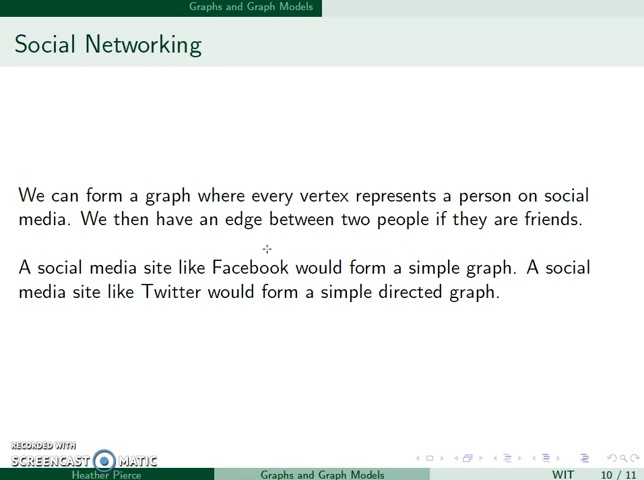 Graphs and Graph Models
Social Networking
We can form a graph where every vertex represents a person on social
media. We then have an edge between two people if they are friends.
A social media site like Facebook would form a simple graph. A social
media site like Twitter would form a simple directed graph.
RECORDED WITH
SCREENCAST MATIC
Heather Pierce
Graphs and Graph Models
WIT
10 / 11